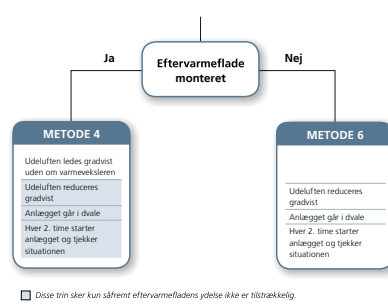 Ja
Nej
Eftervarmeflade
monteret
METODE 4
Udeluften ledes gradvist
uden om varmeveksleren
Udeluften reduceres
gradvist
Anlægget går i dvale
Hver 2. time starter
anlægget og tjekker
situationen
METODE 6
Udeluften reduceres
gradvist
Anlægget går i dvale
Hver 2. time starter
anlægget og tjekker
situationen
Disse trin sker kun såfremt eftervarmefladens ydelse ikke er tilstrækkelig.